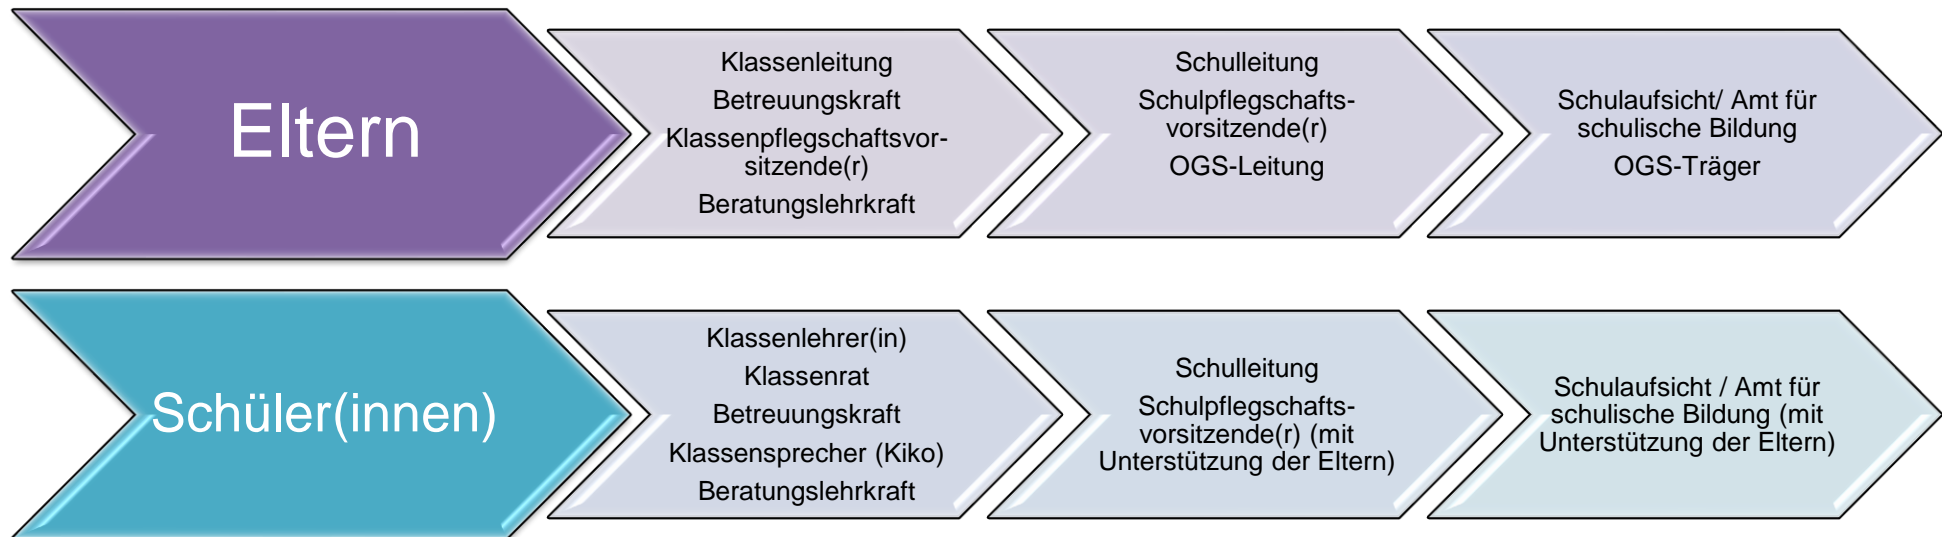 Eltern
Klassenleitung
Betreuungskraft
Klassenpflegschaftsvor-
sitzende(r)
Beratungslehrkraft
Schulleitung
Schulpflegschafts-
vorsitzende(r)
OGS-Leitung
Schulaufsicht/ Amt für
schulische Bildung
OGS-Träger
Schüler(innen)
Klassenlehrer(in)
Klassenrat
Betreuungskraft
Klassensprecher (Kiko)
Beratungslehrkraft
Schulleitung
Schulpflegschafts-
vorsitzende(r) (mit
Unterstützung der Eltern)
Schulaufsicht / Amt für
schulische Bildung (mit
Unterstützung der Eltern)